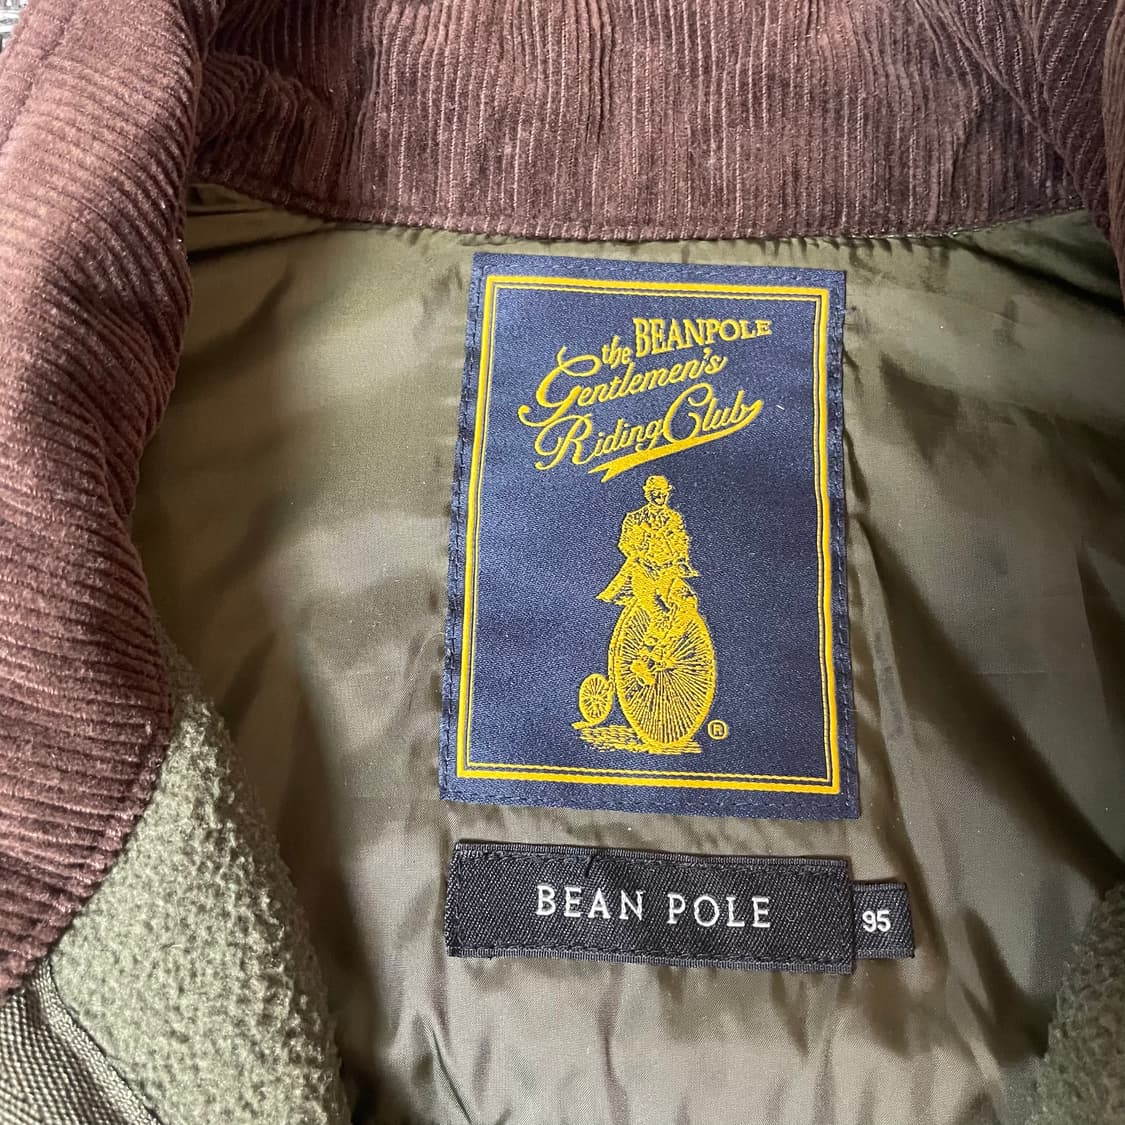 the BEANPOLE
Gentlemen's
Riding Club
®
BEAN POLE
95